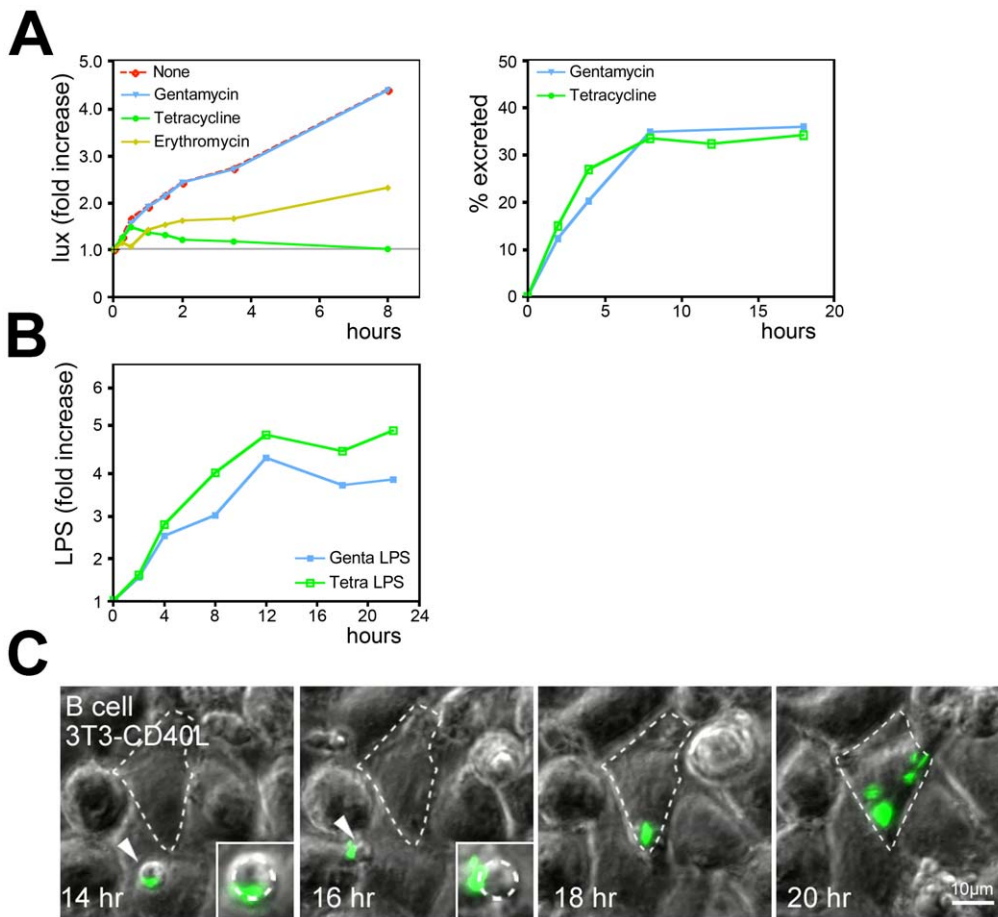 A
lux (fold increase)
5.0
4.0
3.0
2.0
1.0
0
None
Gentamycin
Tetracycline
Erythromycin
0 2 4 6 8
hours
% excreted
50
40
30
20
10
0
Gentamycin
Tetracycline
0 5 10 15 20
hours
B
LPS (fold increase)
6
5
4
3
2
1
Genta LPS
Tetra LPS
0 4 8 12 16 20 24
hours
C
B cell
3T3-CD40L
14 hr
16 hr
18 hr
20 hr
10µm